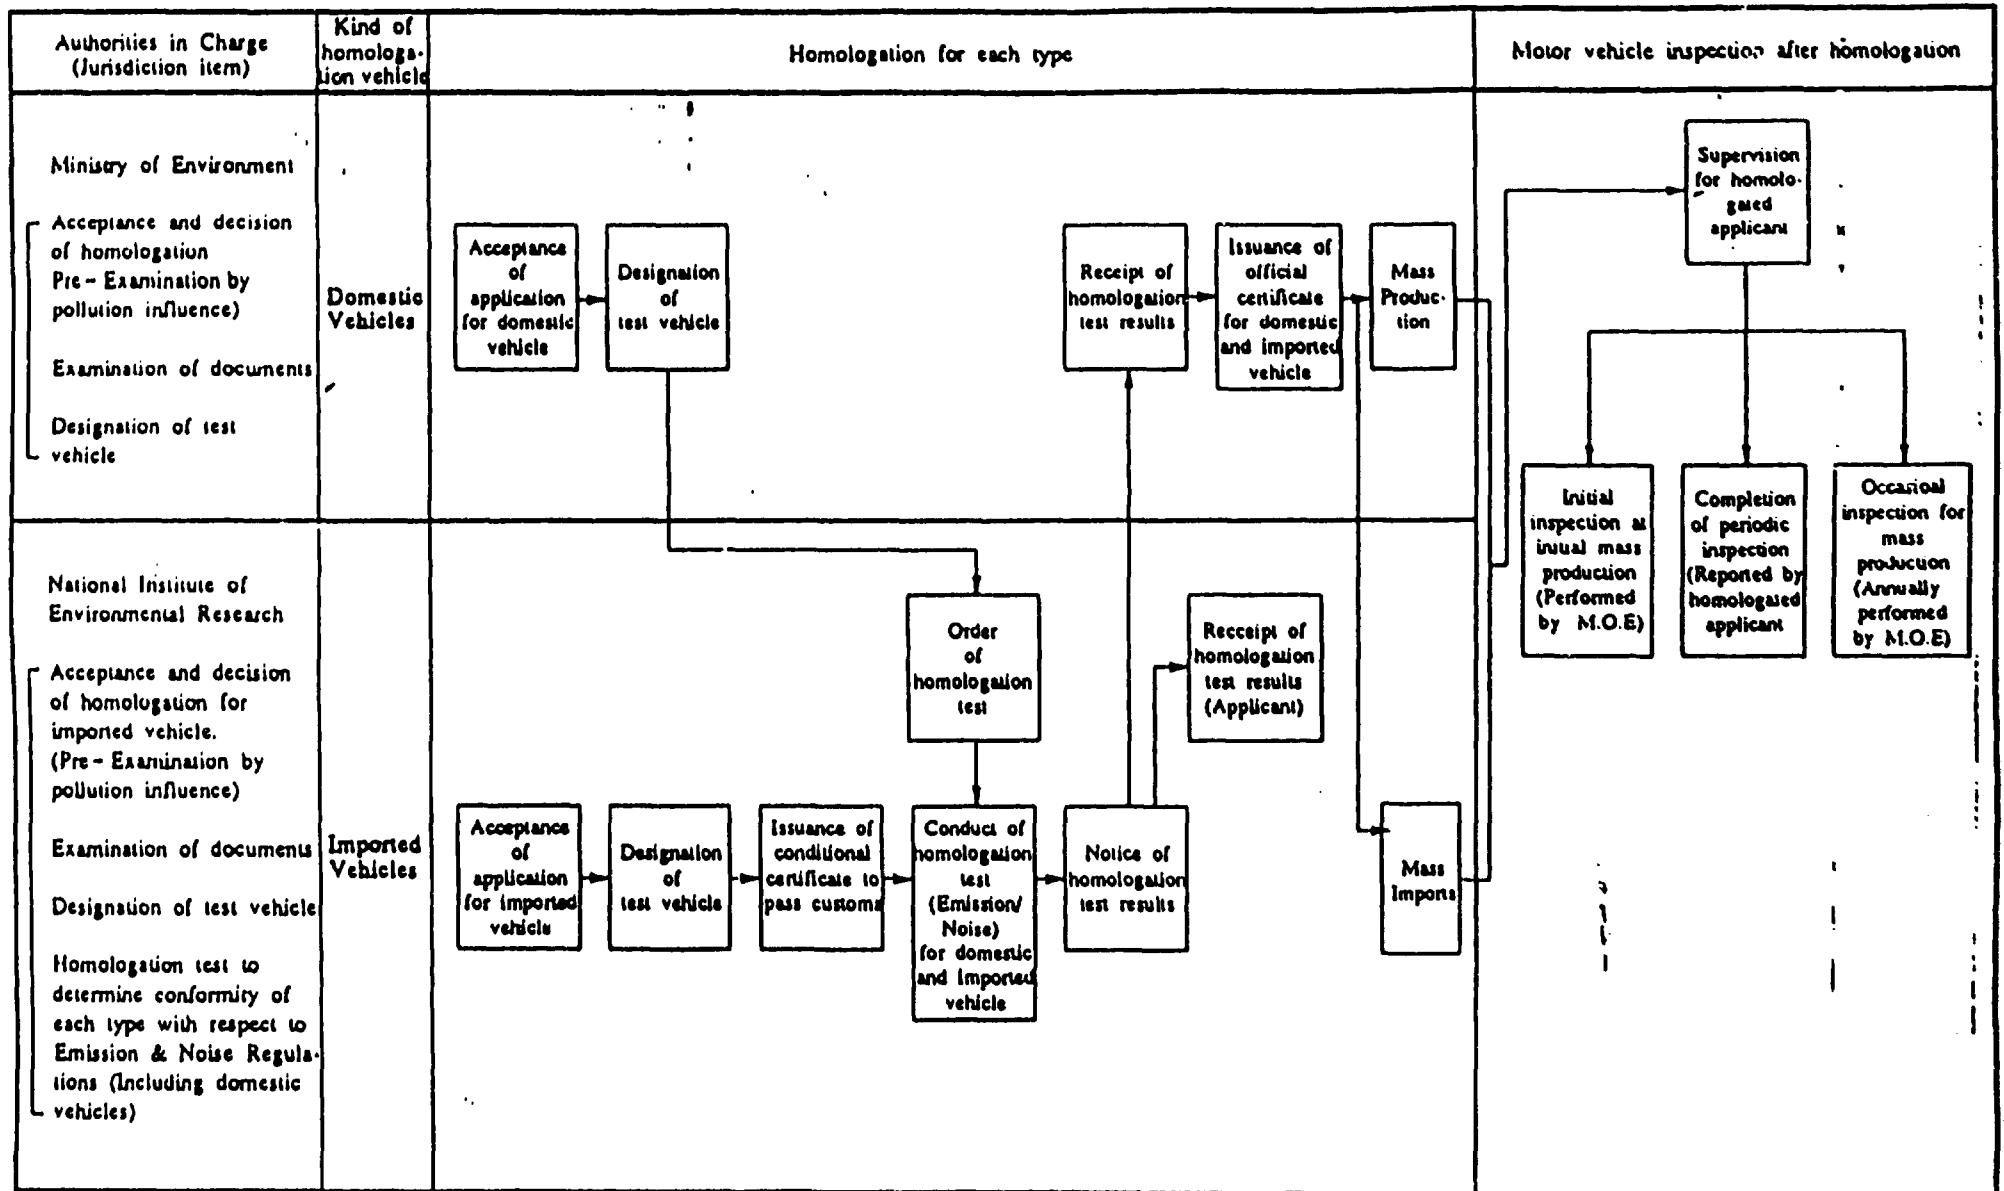 Authorities in Charge
(Jurisdiction item)
Kind of
homologa-
tion vehicle
Homologation for each type
Motor vehicle inspection after homologation
Ministry of Environment
Acceptance and decision
of homologation
Pre - Examination by
pollution influence)
Examination of documents
Designation of test
vehicle
Domestic
Vehicles
Acceptance
of
application
for domestic
vehicle
Designation
of
test vehicle
Receipt of
homologation
test results
Issuance of
official
certificate
for domestic
and imported
vehicle
Mass
Produc-
tion
Supervision
for homolo-
gated
applicant
Initial
inspection at
initial mass
production
(Performed
by M.O.E)
Completion
of periodic
inspection
(Reported by
homologated
applicant
Occarioal
inspection for
mass
production
(Annually
performed
by M.O.E)
National Institute of
Environmental Research
Acceptance and decision
of homologation for
imported vehicle.
(Pre - Examination by
pollution influence)
Examination of documents
Designation of test vehicle
Homologation test to
determine conformity of
each type with respect to
Emission & Noise Regula-
tions (Including domestic
vehicles)
Imported
Vehicles
Order
of
homologation
test
Recceipt of
homologation
test results
(Applicant)
Acceptance
of
application
for imported
vehicle
Designation
of
test vehicle
Issuance of
conditional
certificate to
pass customs
Conduct of
homologation
test
(Emission/
Noise)
for domestic
and Imported
vehicle
Notice of
homologation
test results
Mass
Imports